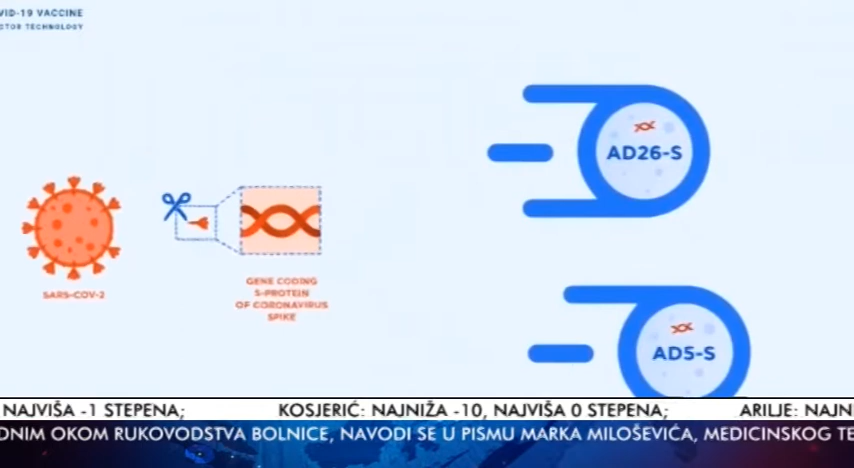 VID-19 VACCINE
CTOR TECHNOLOGY
AD26-S
SARS-COV-2
GENE CODING
S-PROTEIN
OF CORONAVIRUS
SPIKE
AD5-S
NAJVIŠA -1 STEPENA; KOSJERIĆ: NAJNIŽA -10, NAJVIŠA 0 STEPENA; ARILJE: NAJNI
DNIM OKOM RUKOVODSTVA BOLNICE, NAVODI SE U PISMU MARKA MILOŠEVIĆA, MEDICINSKOG TE